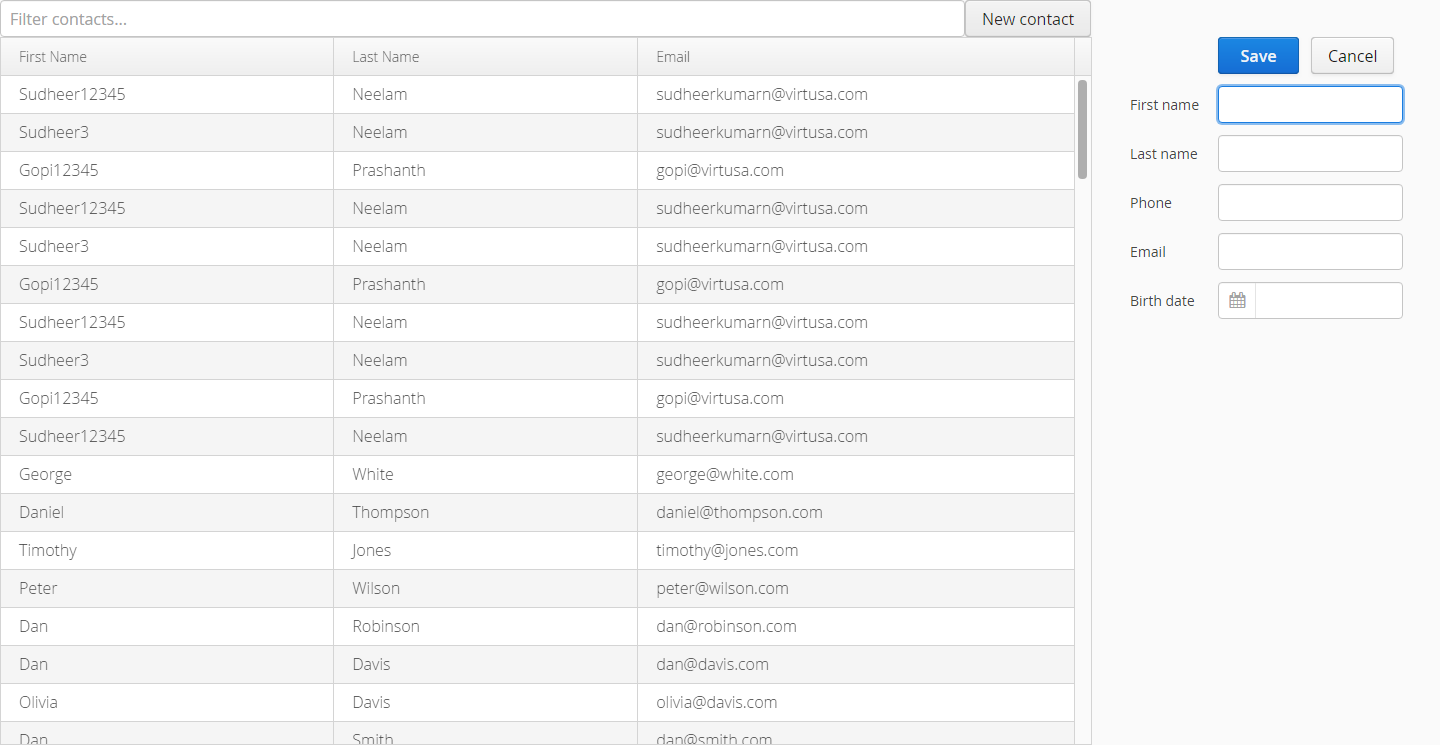 Filter contacts... New contact
First Name Last Name Email
Sudheer12345 Neelam sudheerkumarn@virtusa.com
Sudheer3 Neelam sudheerkumarn@virtusa.com
Gopi12345 Prashanth gopi@virtusa.com
Sudheer12345 Neelam sudheerkumarn@virtusa.com
Sudheer3 Neelam sudheerkumarn@virtusa.com
Gopi12345 Prashanth gopi@virtusa.com
Sudheer12345 Neelam sudheerkumarn@virtusa.com
Sudheer3 Neelam sudheerkumarn@virtusa.com
Gopi12345 Prashanth gopi@virtusa.com
Sudheer12345 Neelam sudheerkumarn@virtusa.com
George White george@white.com
Daniel Thompson daniel@thompson.com
Timothy Jones timothy@jones.com
Peter Wilson peter@wilson.com
Dan Robinson dan@robinson.com
Dan Davis dan@davis.com
Olivia Davis olivia@davis.com
Dan Smith dan@smith.com
Save Cancel
First name
Last name
Phone
Email
Birth date